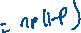 = np(1-p)